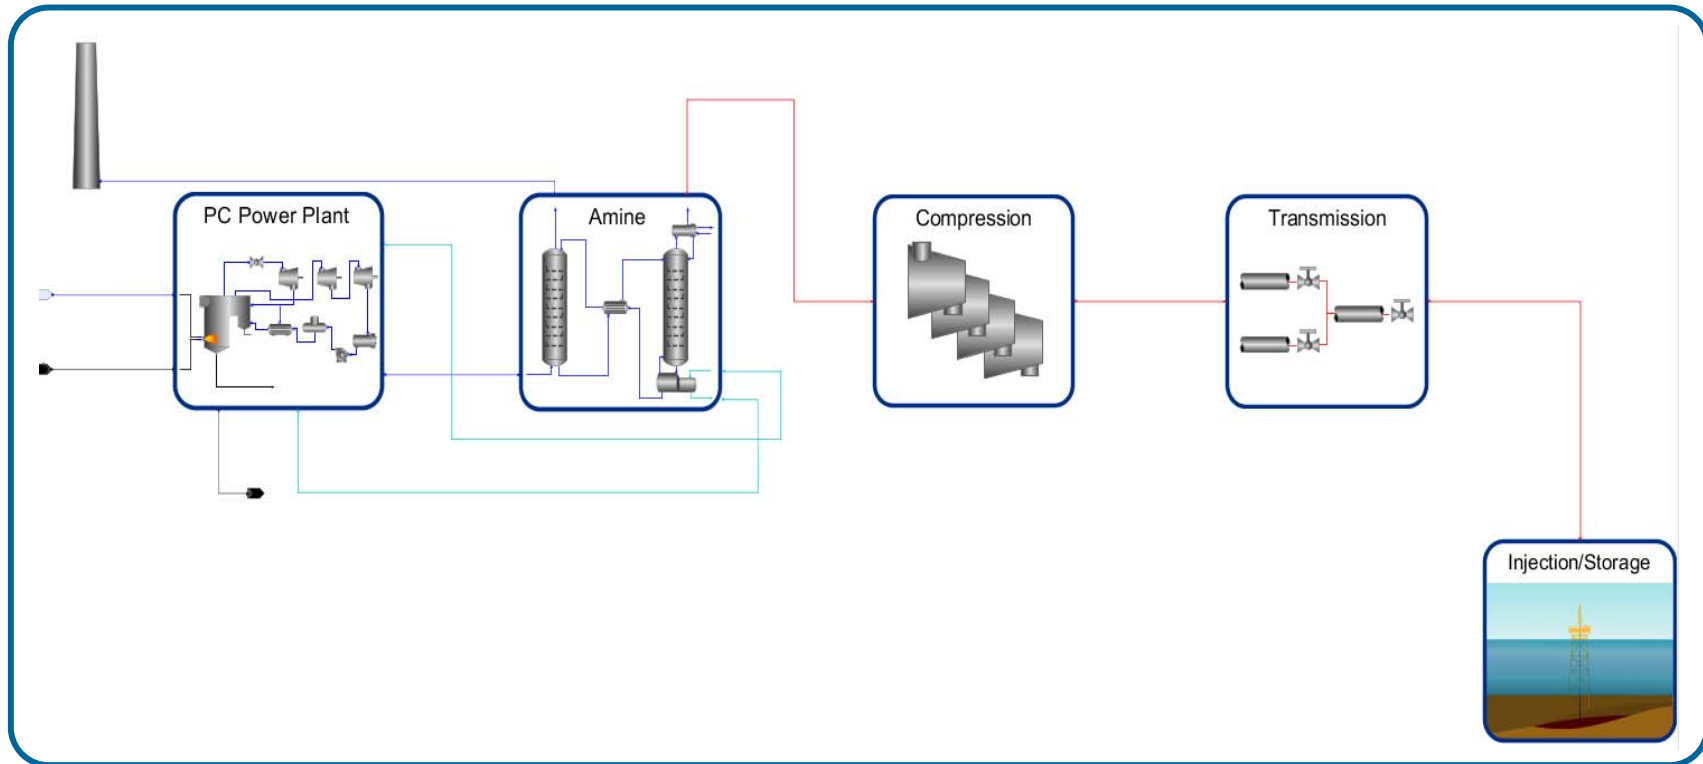 PC Power Plant
Amine
Compression
Transmission
Injection/Storage